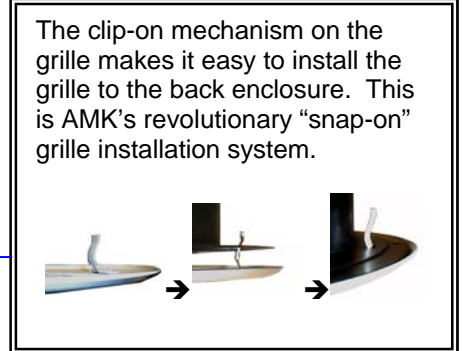 The clip-on mechanism on the
grille makes it easy to install the
grille to the back enclosure.  This
is AMK’s revolutionary “snap-on”
grille installation system.